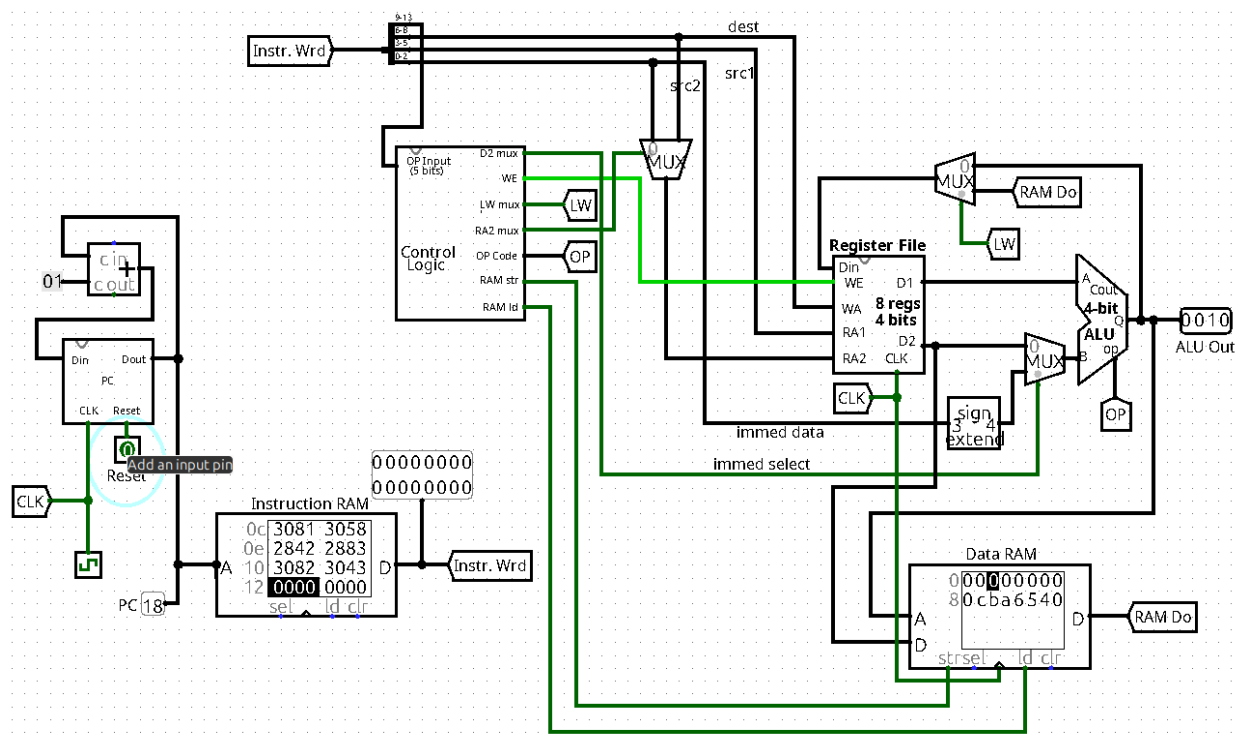 9-13
6-8
3-5
0-2
Instr. Wrd
dest
src1
src2
OP Input
(5 bits)
D2 mux
WE
LW mux
RA2 mux
OP Code
RAM str
RAM ld
Control
Logic
LW
OP
0
MUX
0
MUX
RAM Do
LW
Register File
Din
WE
WA
RA1
RA2
D1
8 regs
4 bits
D2
CLK
CLK
A
Cout
4-bit
ALU
Q
op
B
0010
ALU Out
OP
0
MUX
sign
3 - 4
extend
immed data
immed select
c in
+
c out
01
Din
Dout
PC
CLK
Reset
0
Add an input pin
Reset
CLK
PC 18
00000000
00000000
Instruction RAM
0c 3081 3058
0e 2842 2883
10 3082 3043
12 0000 0000
A
D
sel
ld
clr
Instr. Wrd
Data RAM
0 00000000
8 0cba6540
A
D
D
str
sel
ld
clr
RAM Do